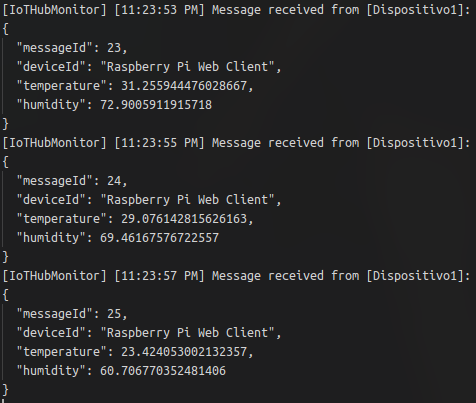 [IoTHubMonitor] [11:23:53 PM] Message received from [Dispositivo1]:
{
  "messageId": 23,
  "deviceId": "Raspberry Pi Web Client",
  "temperature": 31.255944476028667,
  "humidity": 72.9005911915718
}
[IoTHubMonitor] [11:23:55 PM] Message received from [Dispositivo1]:
{
  "messageId": 24,
  "deviceId": "Raspberry Pi Web Client",
  "temperature": 29.076142815626163,
  "humidity": 69.46167576722557
}
[IoTHubMonitor] [11:23:57 PM] Message received from [Dispositivo1]:
{
  "messageId": 25,
  "deviceId": "Raspberry Pi Web Client",
  "temperature": 23.424053002132357,
  "humidity": 60.706770352481406
}